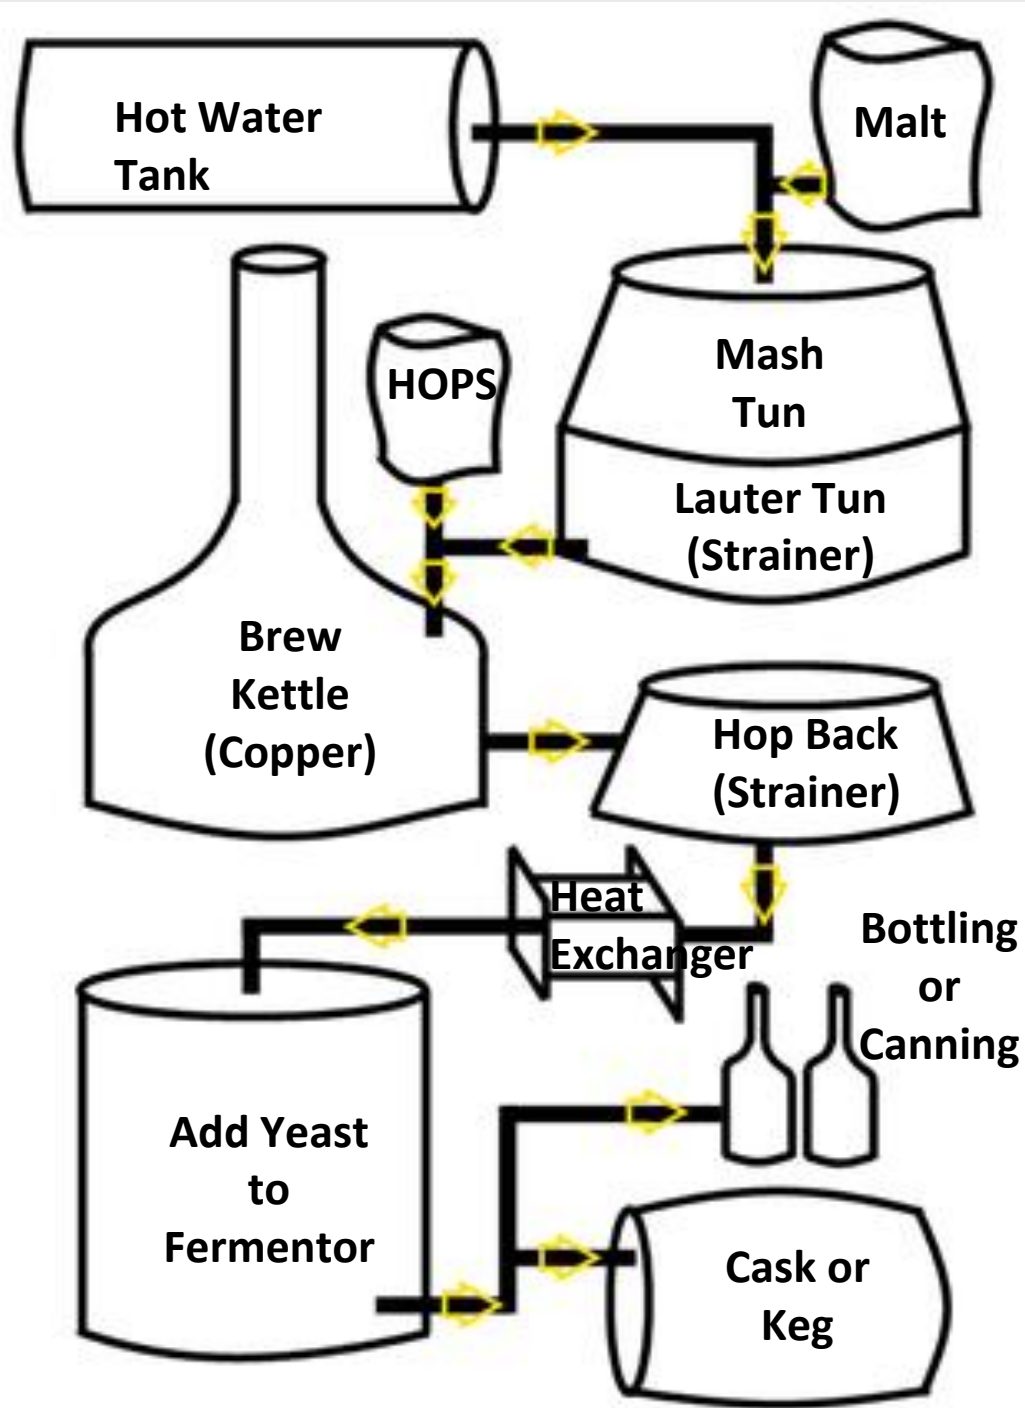 Hot Water
Tank
Malt
HOPS
Mash
Tun
Lauter Tun
(Strainer)
Brew
Kettle
(Copper)
Hop Back
(Strainer)
Heat
Exchanger
Bottling
or
Canning
Add Yeast
to
Fermentor
Cask or
Keg